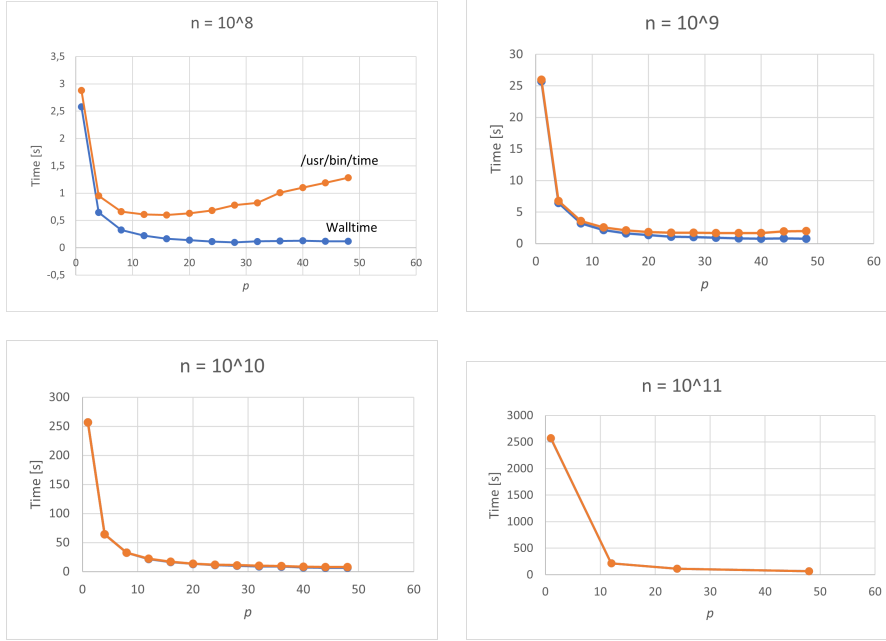 n = 10^8
3,5
3
2,5
2
1,5
1
0,5
0
-0,5
Time [s]
/usr/bin/time
Walltime
0 10 20 30 40 50 60
p
n = 10^9
30
25
20
15
10
5
0
Time [s]
0 10 20 30 40 50 60
p
n = 10^10
300
250
200
150
100
50
0
Time [s]
0 10 20 30 40 50 60
p
n = 10^11
3000
2500
2000
1500
1000
500
0
Time [s]
0 10 20 30 40 50 60
p